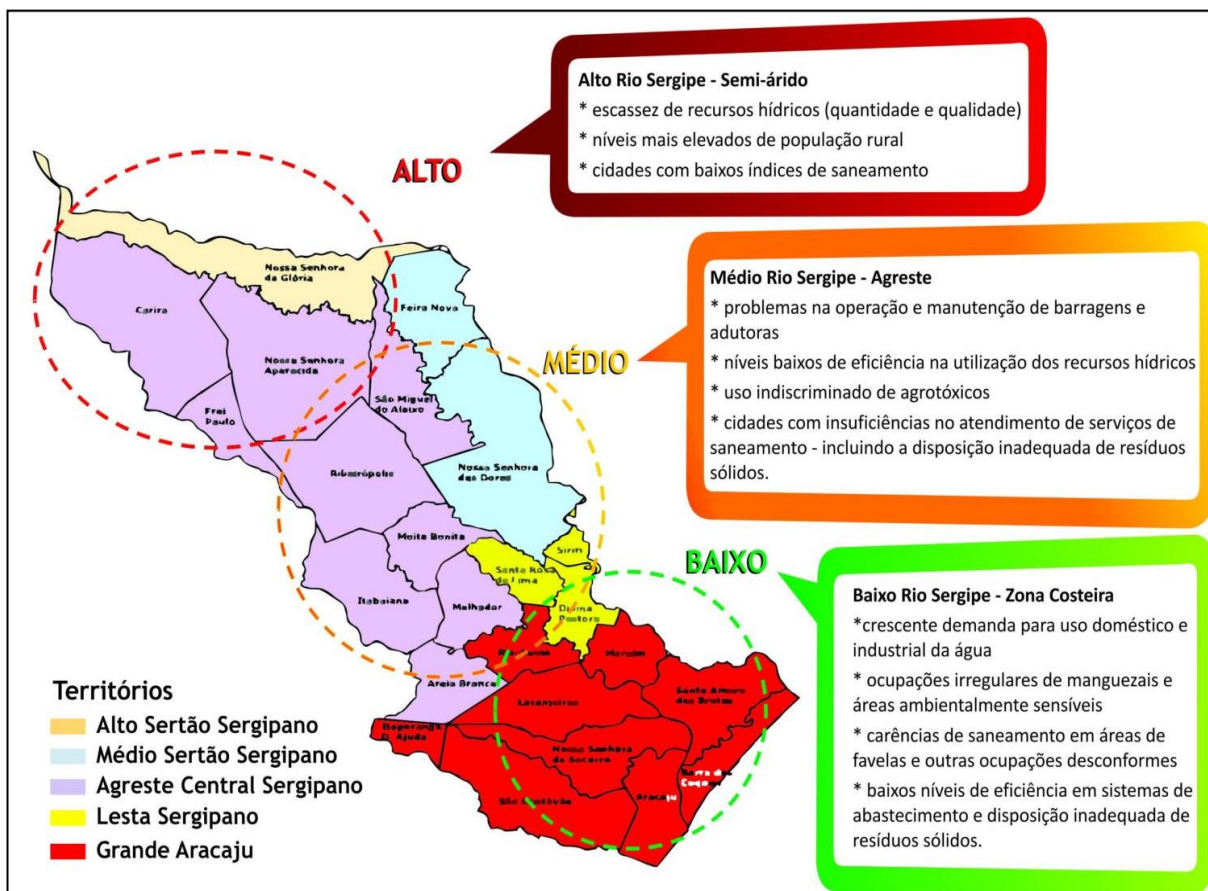 Alto Rio Sergipe - Semi-árido
* escassez de recursos hídricos (quantidade e qualidade)
* níveis mais elevados de população rural
* cidades com baixos índices de saneamento
ALTO
Médio Rio Sergipe - Agreste
* problemas na operação e manutenção de barragens e
adutoras
* níveis baixos de eficiência na utilização dos recursos hídricos
* uso indiscriminado de agrotóxicos
* cidades com insuficiências no atendimento de serviços de
saneamento - incluindo a disposição inadequada de resíduos
sólidos.
MÉDIO
BAIXO
Baixo Rio Sergipe - Zona Costeira
*crescente demanda para uso doméstico e
industrial da água
* ocupações irregulares de manguezais e
áreas ambientalmente sensíveis
* carências de saneamento em áreas de
favelas e outras ocupações desconformes
* baixos níveis de eficiência em sistemas de
abastecimento e disposição inadequada de
resíduos sólidos.
Nossa Senhora
da Glória
Carira
Feira Nova
Nossa Senhora
Aparecida
São Miguel
do Aleixo
Frei
Paulo
Ribeirópolis
Nossa Senhora
das Dores
Moita Bonita
Siriri
Santa Rosa
de Lima
Itabaiana
Malhador
Divina
Pastora
Maruim
Areia Branca
Laranjeiras
Santo Amaro
das Brotas
Itaporanga
D. Ajuda
Nossa Senhora
do Socorro
Barra dos
Coqueiros
São Cristóvão
Aracaju
Territórios
Alto Sertão Sergipano
Médio Sertão Sergipano
Agreste Central Sergipano
Lesta Sergipano
Grande Aracaju